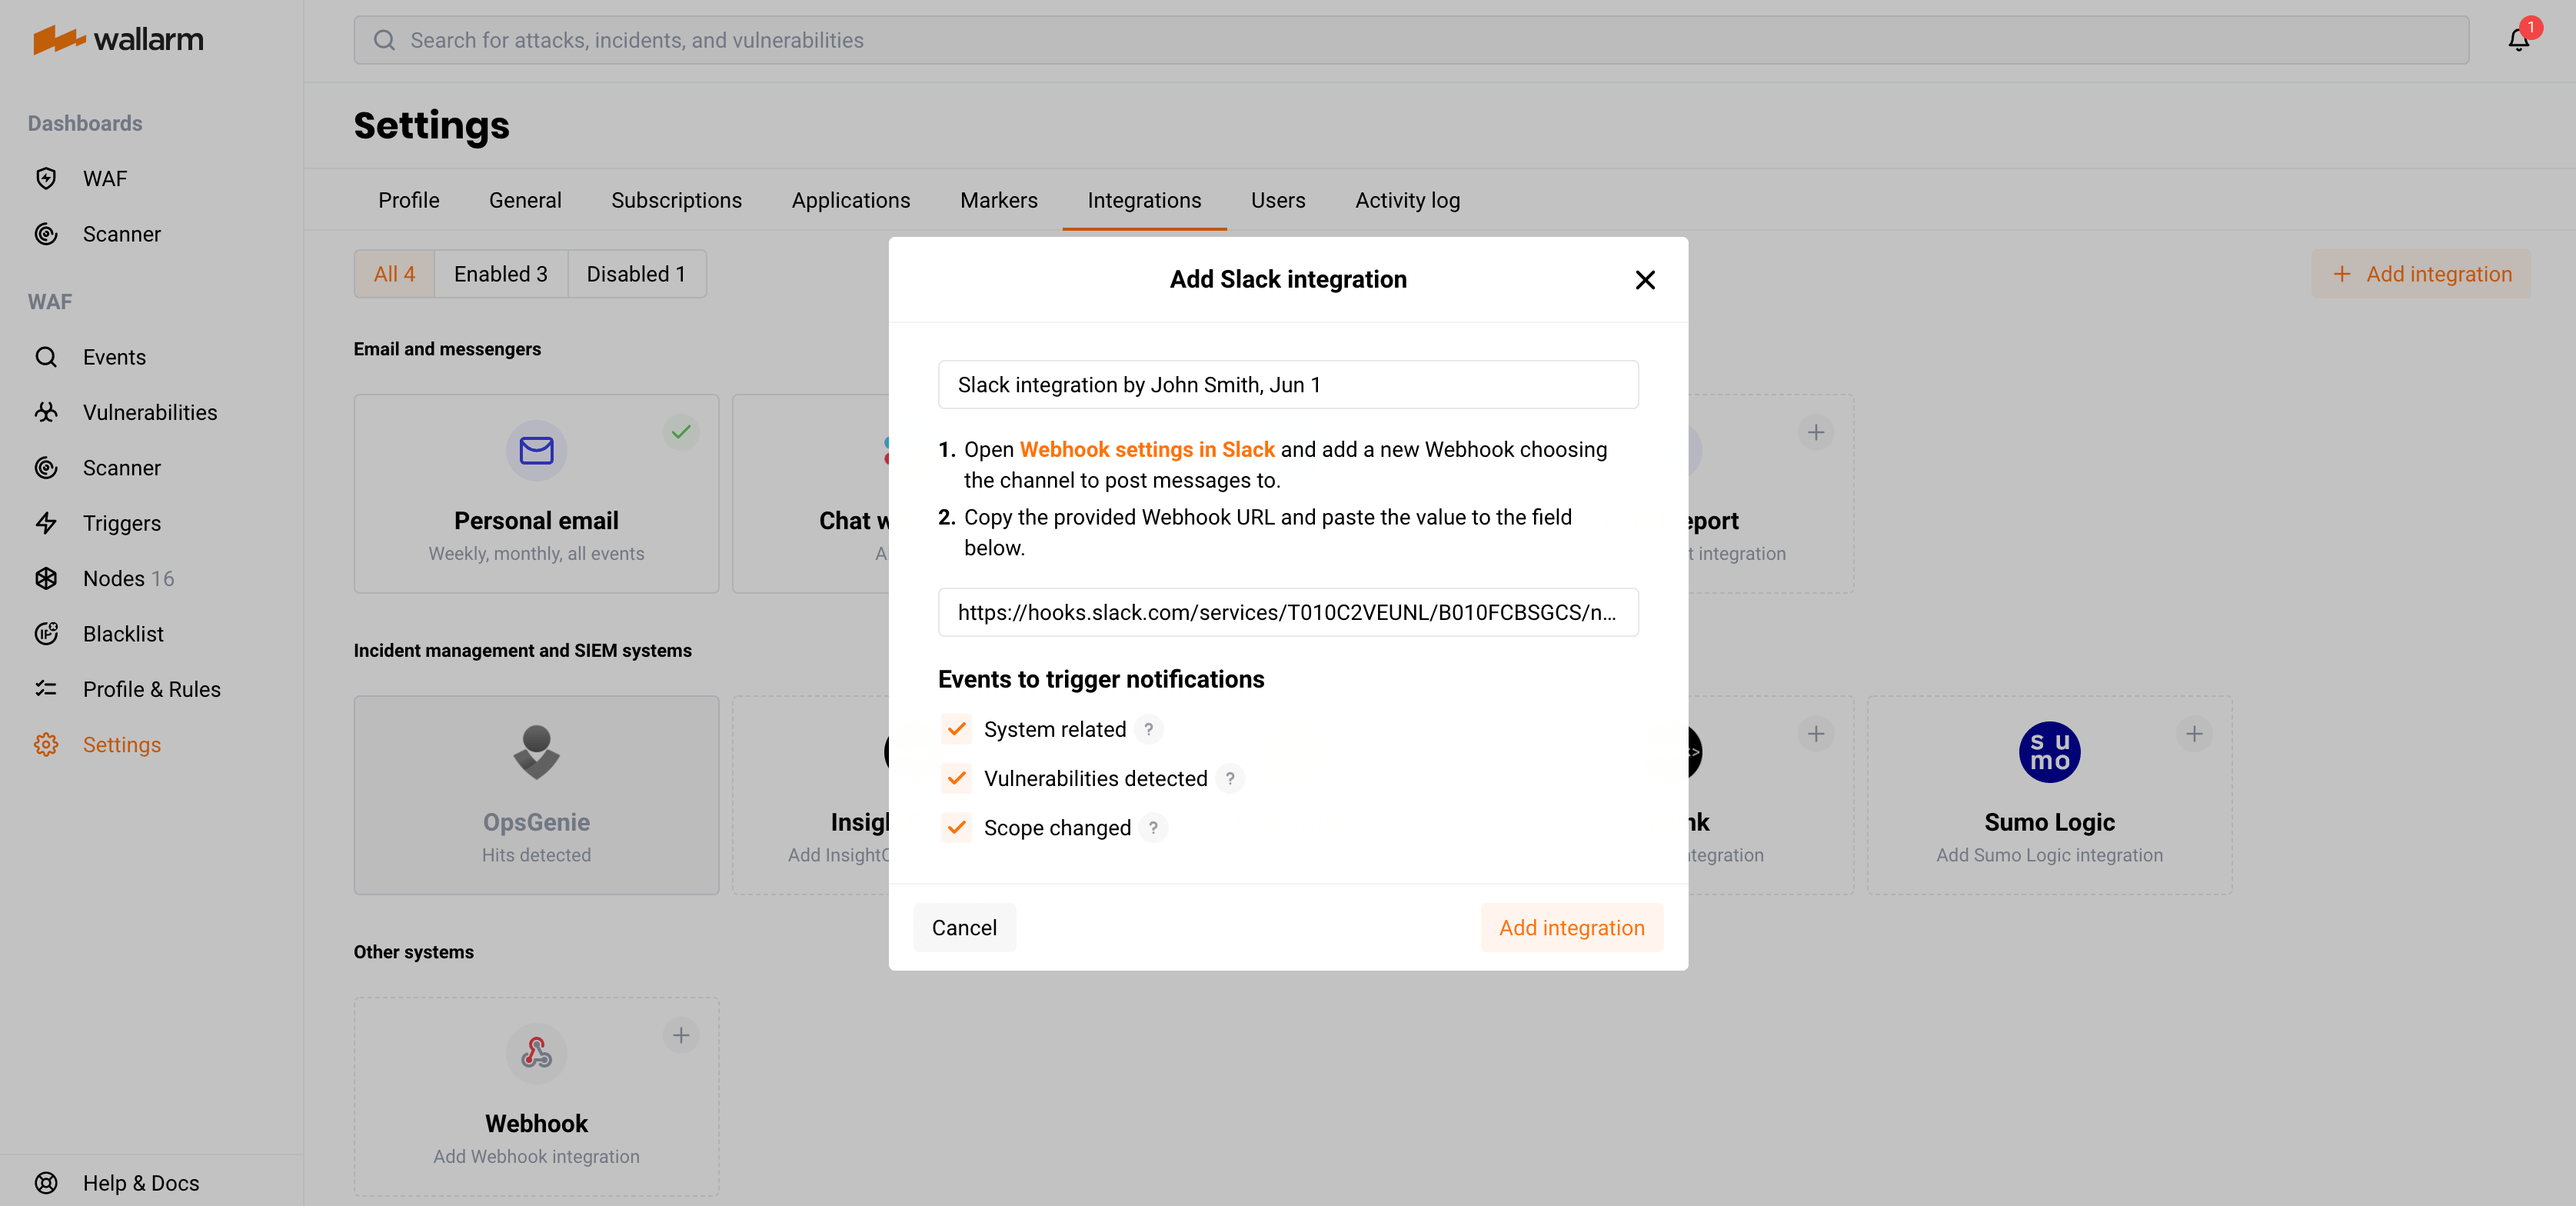 wallarm
Search for attacks, incidents, and vulnerabilities
1
Dashboards
WAF
Scanner
WAF
Events
Vulnerabilities
Scanner
Triggers
Nodes 16
Blacklist
Profile & Rules
Settings
Help & Docs
Settings
Profile General Subscriptions Applications Markers Integrations Users Activity log
All 4 Enabled 3 Disabled 1
Add integration
Email and messengers
Personal email
Weekly, monthly, all events
Chat
integration
Incident management and SIEM systems
OpsGenie
Hits detected
Add
su
mo
Sumo Logic
Add Sumo Logic integration
Other systems
Webhook
Add Webhook integration
Add Slack integration
Slack integration by John Smith, Jun 1
1. Open Webhook settings in Slack and add a new Webhook choosing
the channel to post messages to.
2. Copy the provided Webhook URL and paste the value to the field
below.
https://hooks.slack.com/services/T010C2VEUNL/B010FCBSGCS/n...
Events to trigger notifications
System related ?
Vulnerabilities detected ?
Scope changed ?
Cancel
Add integration